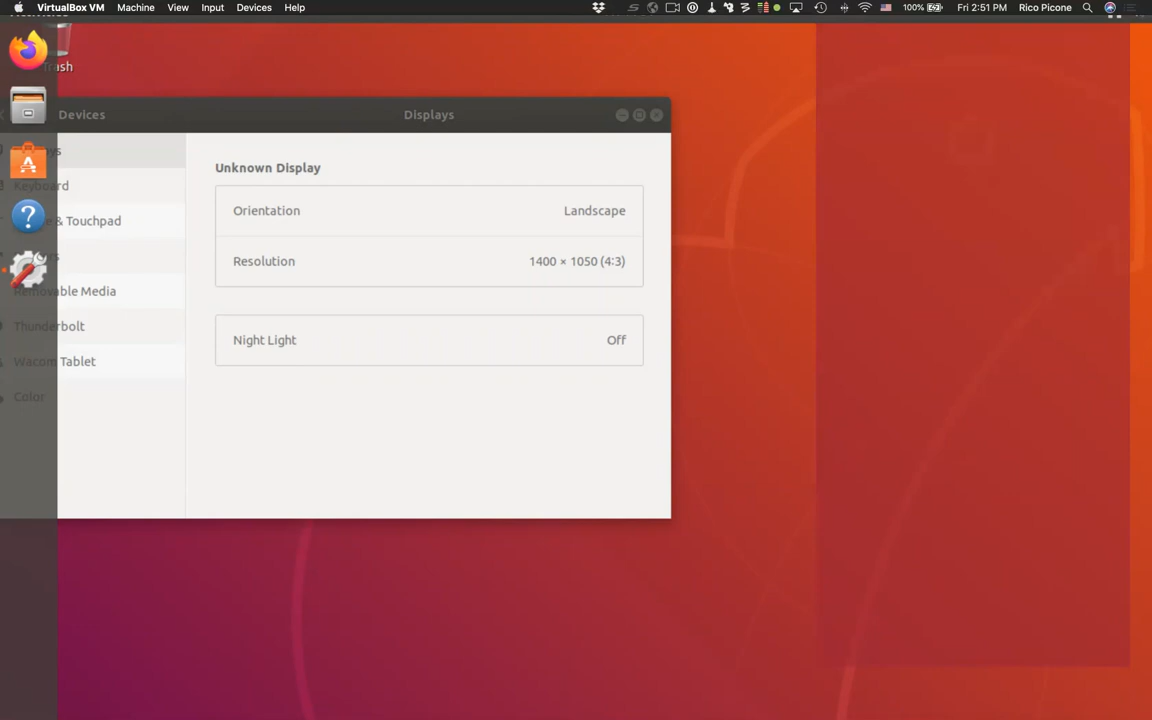 VirtualBox VM Machine View Input Devices Help 100% Fri 2:51 PM Rico Picone
Trash
Devices Displays
Unknown Display
Keyboard
Orientation Landscape
& Touchpad
Resolution 1400 × 1050 (4:3)
Removable Media
Thunderbolt
Night Light Off
Wacom Tablet
Color